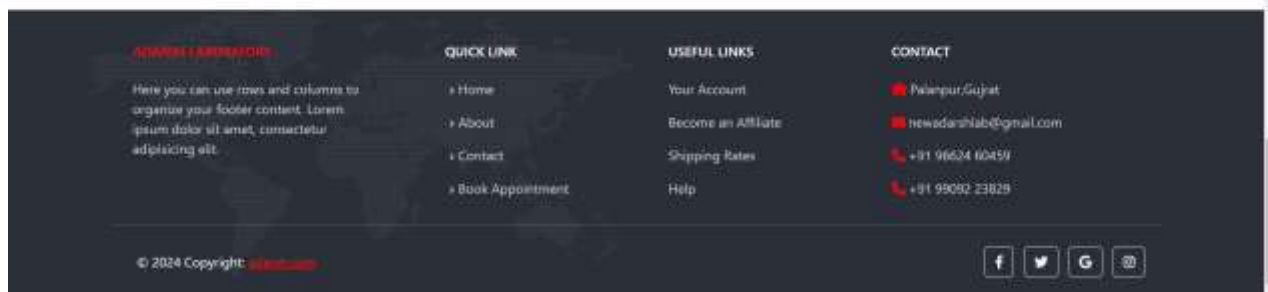 QUICK LINK
USEFUL LINKS
CONTACT
Here you can use rows and columns to
organize your footer content. Lorem
ipsum dolor sit amet, consectetur
adipisicing elit.
› Home
› About
› Contact
› Book Appointment
Your Account
Become an Affiliate
Shipping Rates
Help
Palanpur,Gujrat
newadarshlab@gmail.com
+91 98624 60459
+91 99092 23829
© 2024 Copyright: